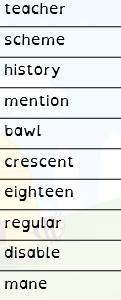 teacher
scheme
history
mention
bawl
crescent
eighteen
regular
disable
mane